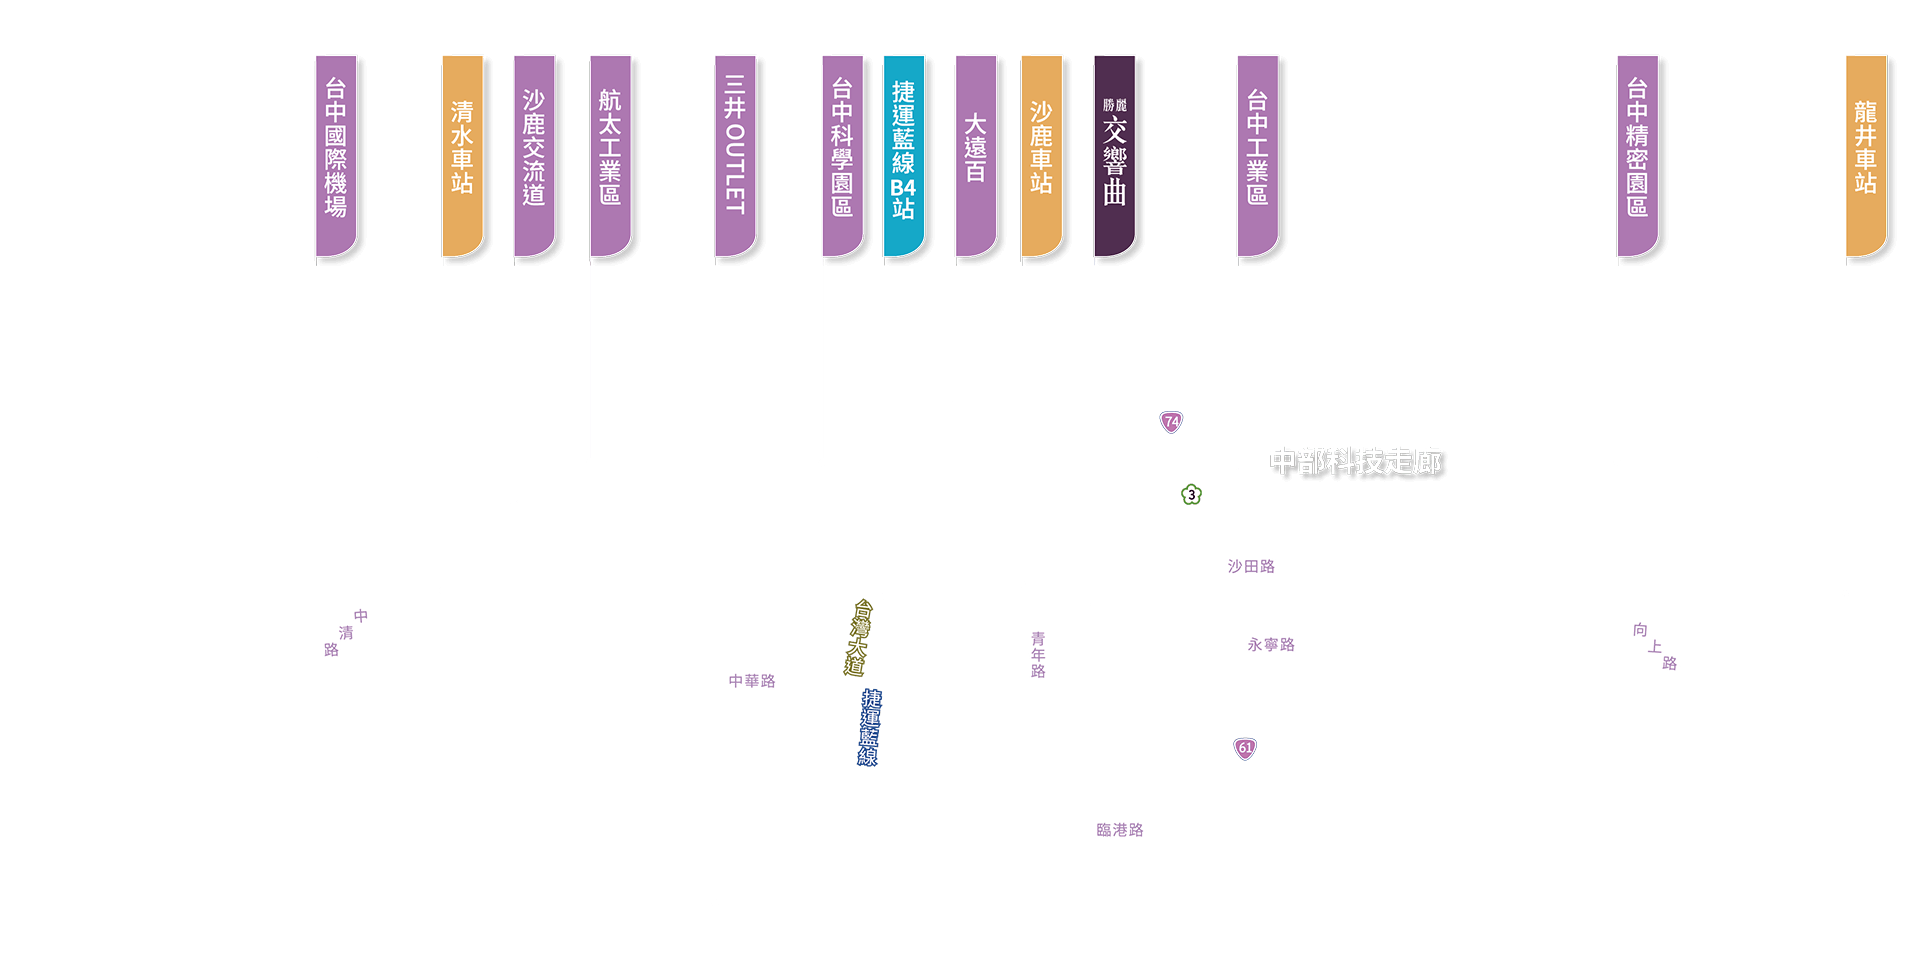 台中國際機場
清水車站
沙鹿交流道
航太工業區
三井OUTLET
台中科學園區
捷運藍線B4站
大遠百
沙鹿車站
勝麗
交響曲
台中工業區
台中精密園區
龍井車站
74
中部科技走廊
3
沙田路
中清路
台灣大道
青年路
永寧路
向上路
中華路
捷運藍線
61
臨港路